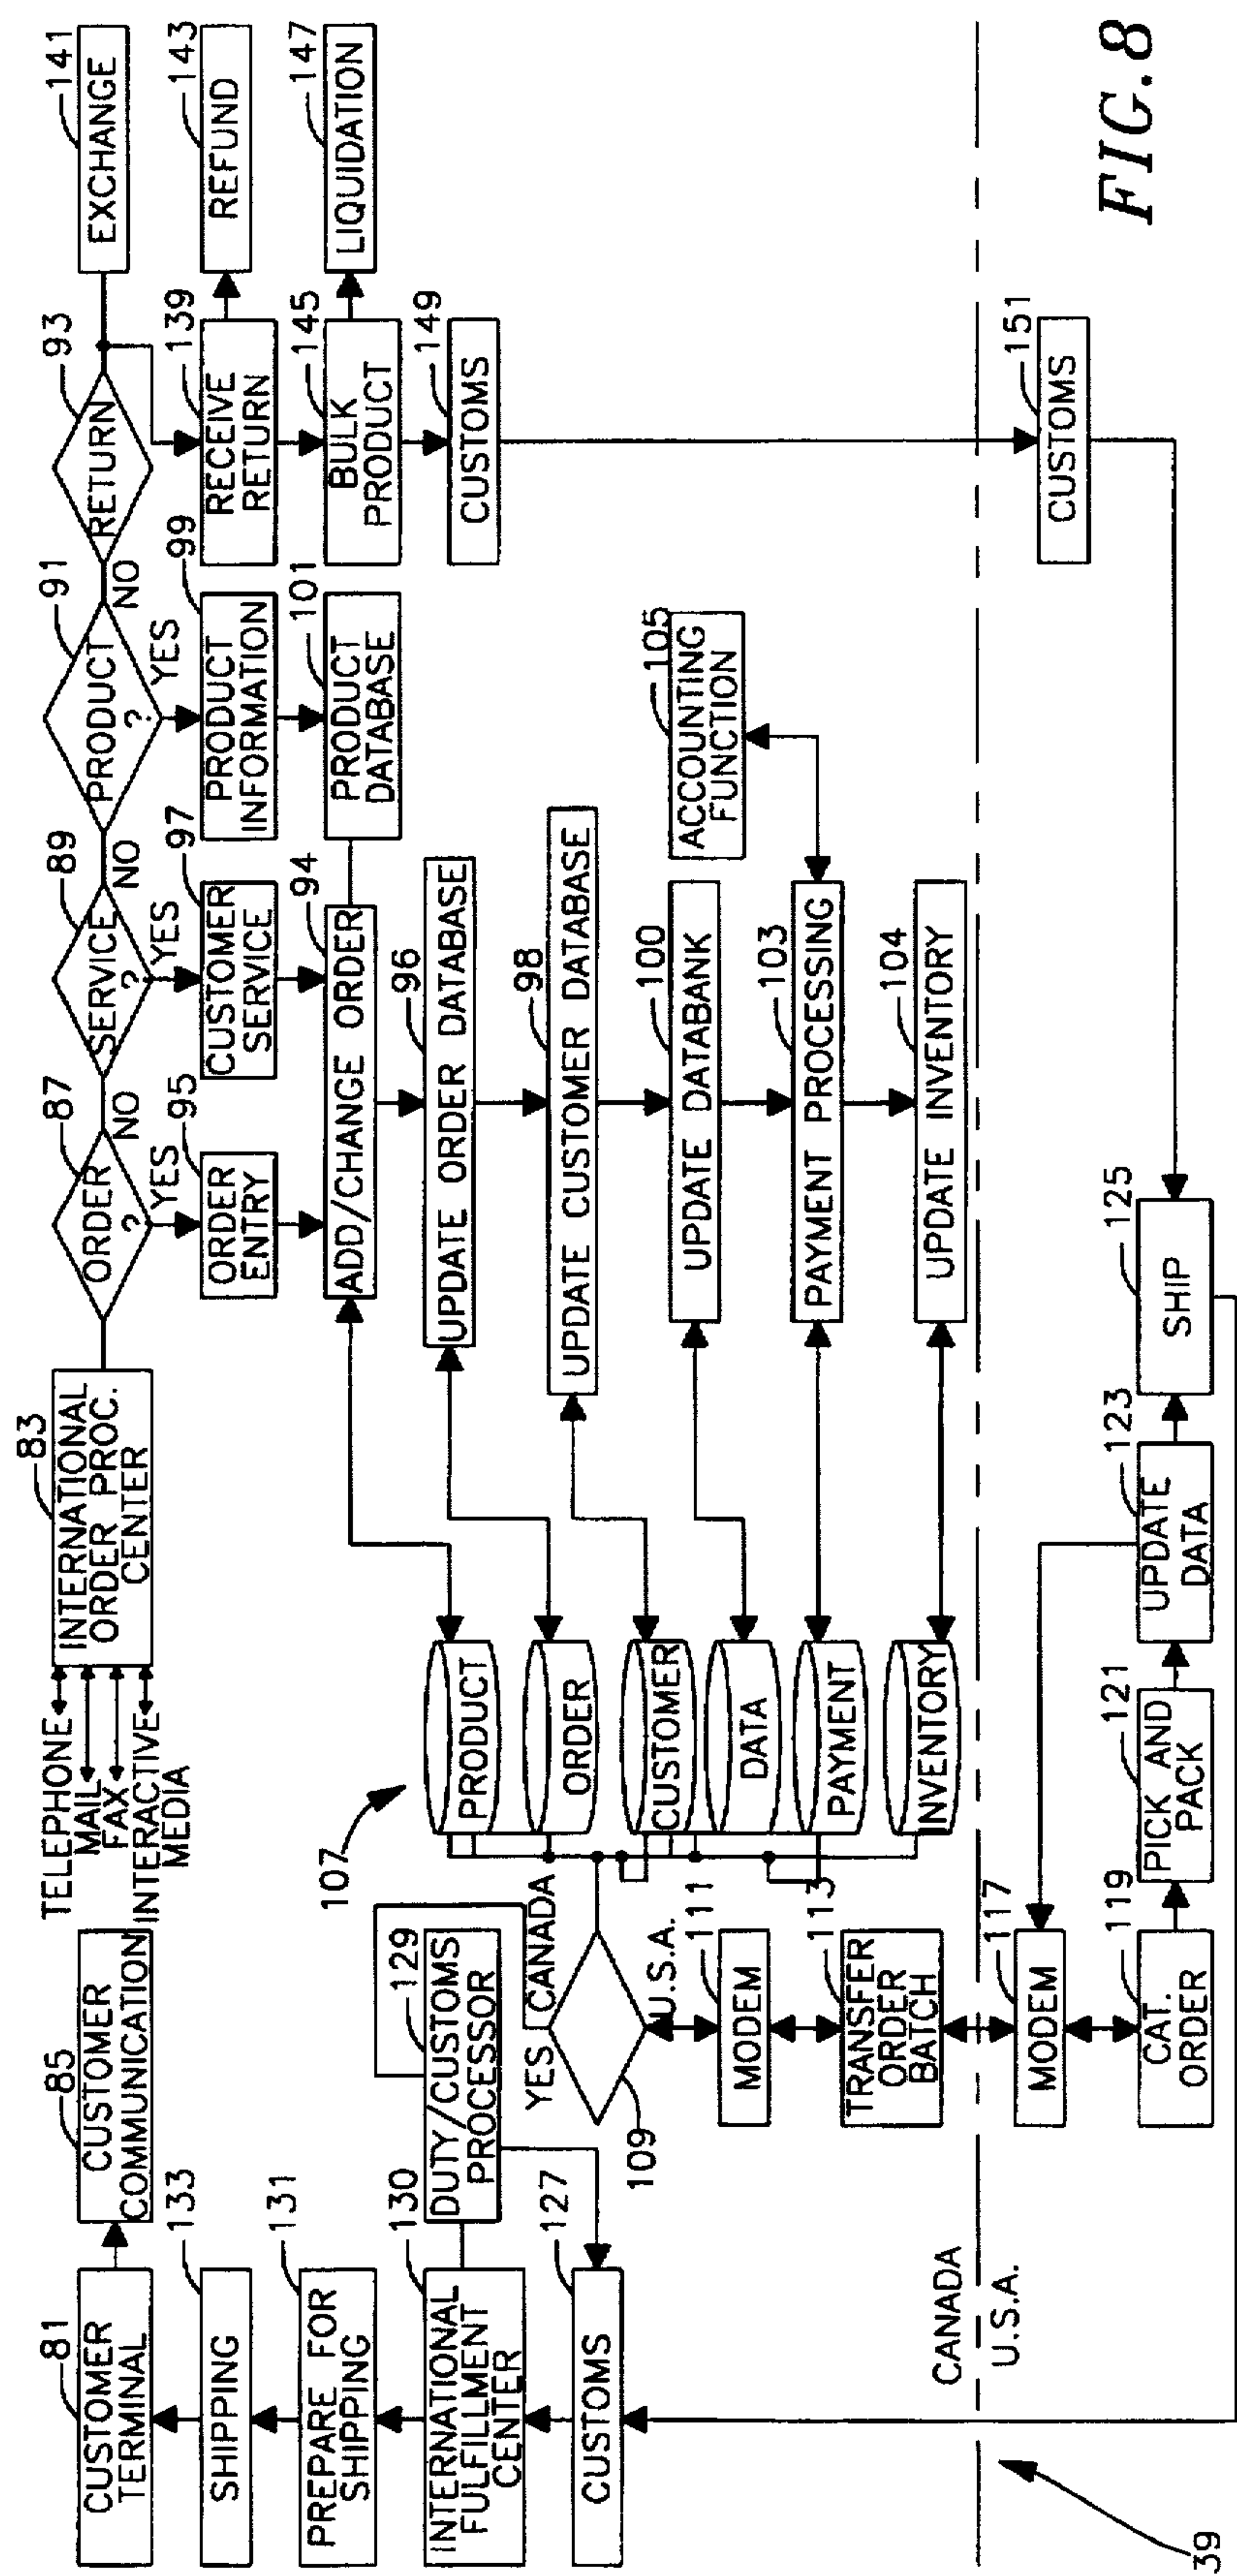 CUSTOMER
TERMINAL
81
CUSTOMER
COMMUNICATION
85
TELEPHONE
MAIL
FAX
INTERACTIVE
MEDIA
INTERNATIONAL
ORDER PROC.
CENTER
83
ORDER
?
87
NO
YES
SERVICE
?
89
NO
YES
PRODUCT
?
91
NO
YES
RETURN
93
EXCHANGE
141
SHIPPING
133
ORDER
ENTRY
95
CUSTOMER
SERVICE
97
PRODUCT
INFORMATION
99
RECEIVE
RETURN
139
REFUND
143
PREPARE FOR
SHIPPING
131
107
ADD/CHANGE ORDER
94
PRODUCT
DATABASE
101
BULK
PRODUCT
145
LIQUIDATION
147
INTERNATIONAL
FULFILLMENT
CENTER
130
DUTY/CUSTOMS
PROCESSOR
129
PRODUCT
UPDATE ORDER DATABASE
96
CUSTOMS
149
YES
CANADA
ORDER
UPDATE CUSTOMER DATABASE
98
CUSTOMS
127
109
U.S.A.
CUSTOMER
UPDATE DATABANK
100
ACCOUNTING
FUNCTION
105
MODEM
111
DATA
PAYMENT PROCESSING
103
TRANSFER
ORDER
BATCH
113
PAYMENT
UPDATE INVENTORY
104
INVENTORY
CANADA
U.S.A.
MODEM
117
CUSTOMS
151
CAT.
ORDER
119
PICK AND
PACK
121
UPDATE
DATA
123
SHIP
125
39
FIG. 8